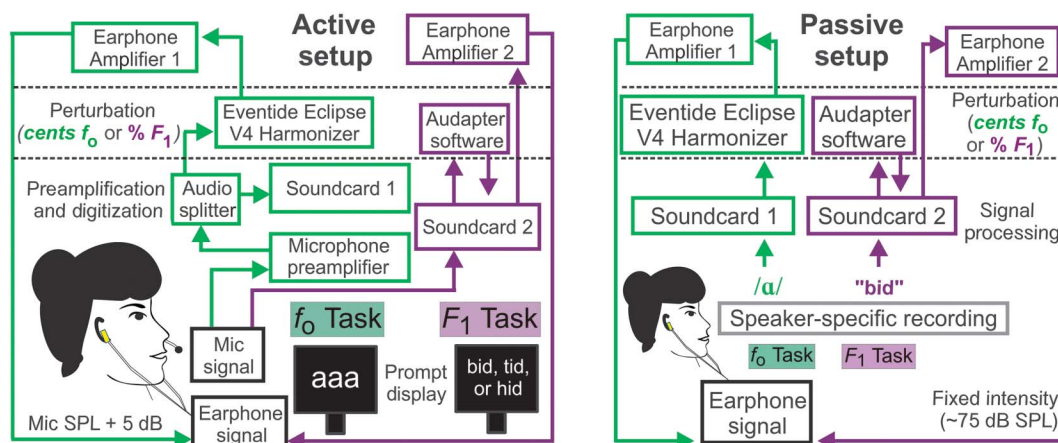 Active
setup
Earphone
Amplifier 1
Earphone
Amplifier 2
Perturbation
(cents fo or % F1)
Eventide Eclipse
V4 Harmonizer
Audapter
software
Preamplification
and digitization
Audio
splitter
Soundcard 1
Soundcard 2
Microphone
preamplifier
Mic
signal
fo Task
F1 Task
aaa
Prompt
display
bid, tid,
or hid
Mic SPL + 5 dB
Earphone
signal
Passive
setup
Earphone
Amplifier 1
Earphone
Amplifier 2
Eventide Eclipse
V4 Harmonizer
Audapter
software
Perturbation
(cents fo
or % F1)
Soundcard 1
Soundcard 2
Signal
processing
/ɑ/
"bid"
Speaker-specific recording
fo Task
F1 Task
Earphone
signal
Fixed intensity
(~75 dB SPL)